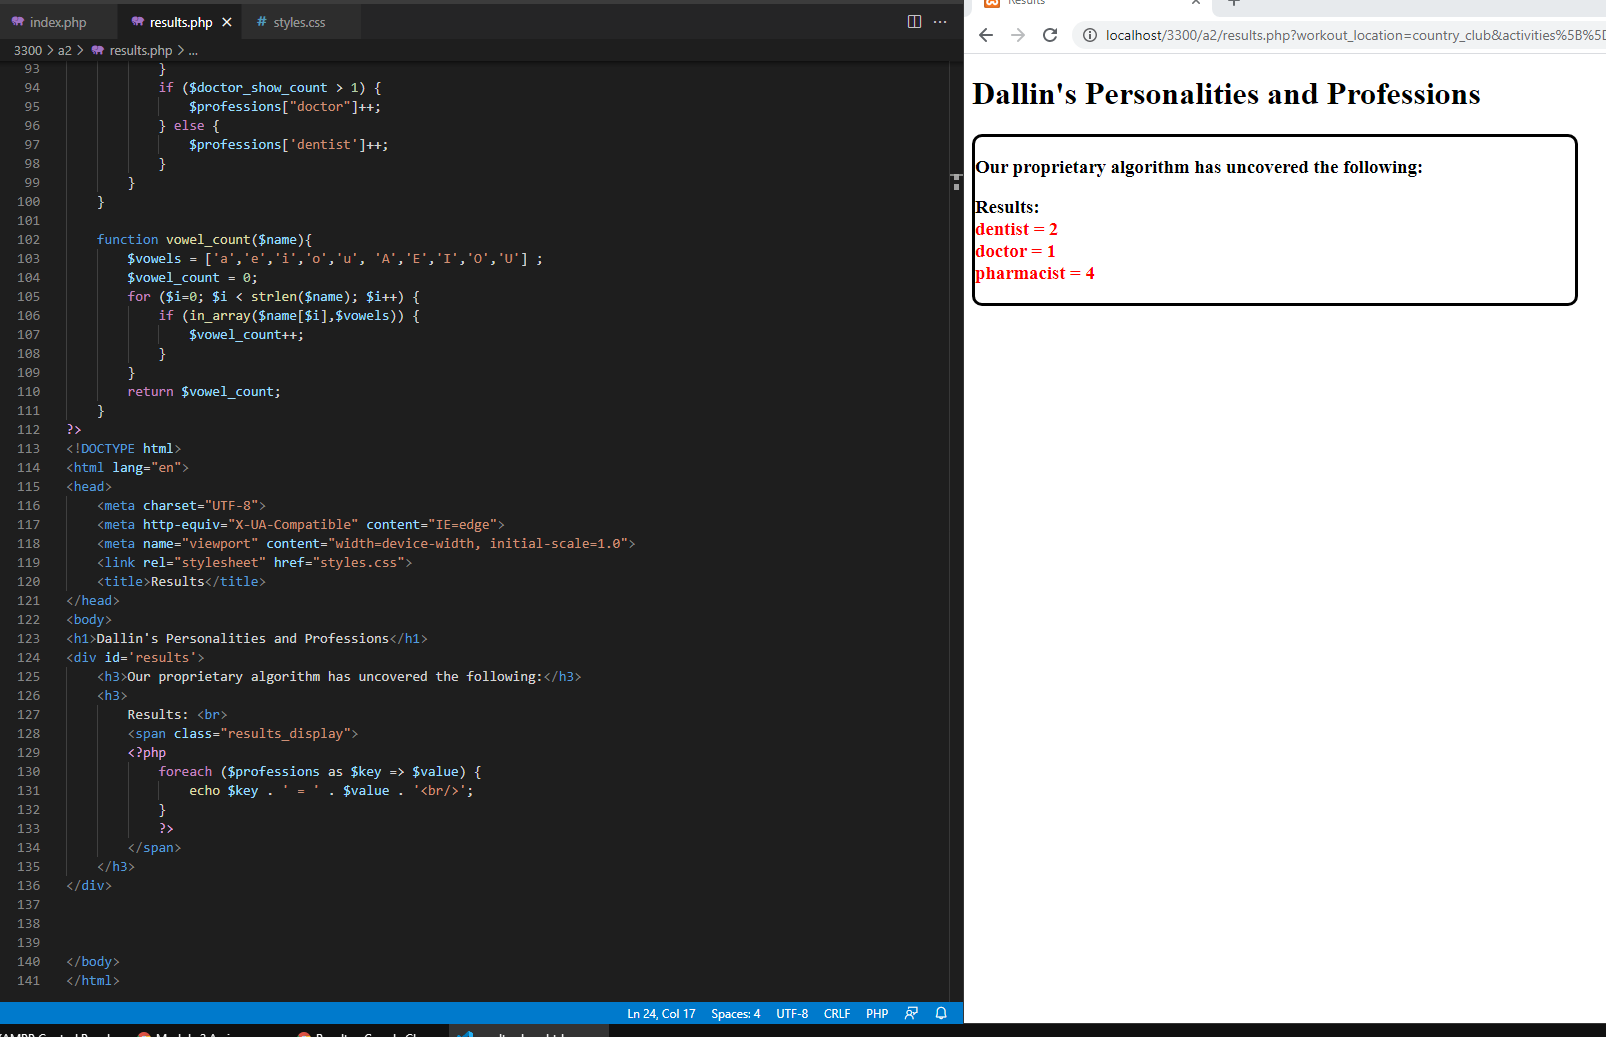 index.php results.php styles.css
3300 > a2 > results.php > ...
93 }
94 if ($doctor_show_count > 1) {
95 $professions["doctor"]++;
96 } else {
97 $professions['dentist']++;
98 }
99 }
100 }
101
102 function vowel_count($name){
103 $vowels = ['a','e','i','o','u', 'A','E','I','O','U'] ;
104 $vowel_count = 0;
105 for ($i=0; $i < strlen($name); $i++) {
106 if (in_array($name[$i],$vowels)) {
107 $vowel_count++;
108 }
109 }
110 return $vowel_count;
111 }
112 ?>
113 <!DOCTYPE html>
114 <html lang="en">
115 <head>
116 <meta charset="UTF-8">
117 <meta http-equiv="X-UA-Compatible" content="IE=edge">
118 <meta name="viewport" content="width=device-width, initial-scale=1.0">
119 <link rel="stylesheet" href="styles.css">
120 <title>Results</title>
121 </head>
122 <body>
123 <h1>Dallin's Personalities and Professions</h1>
124 <div id='results'>
125 <h3>Our proprietary algorithm has uncovered the following:</h3>
126 <h3>
127 Results: <br>
128 <span class="results_display">
129 <?php
130 foreach ($professions as $key => $value) {
131 echo $key . ' = ' . $value . '<br/>';
132 }
133 ?>
134 </span>
135 </h3>
136 </div>
137
138
139
140 </body>
141 </html>
Ln 24, Col 17 Spaces: 4 UTF-8 CRLF PHP
Results
localhost/3300/a2/results.php?workout_location=country_club&activities%5B%5D
Dallin's Personalities and Professions
Our proprietary algorithm has uncovered the following:
Results:
dentist = 2
doctor = 1
pharmacist = 4